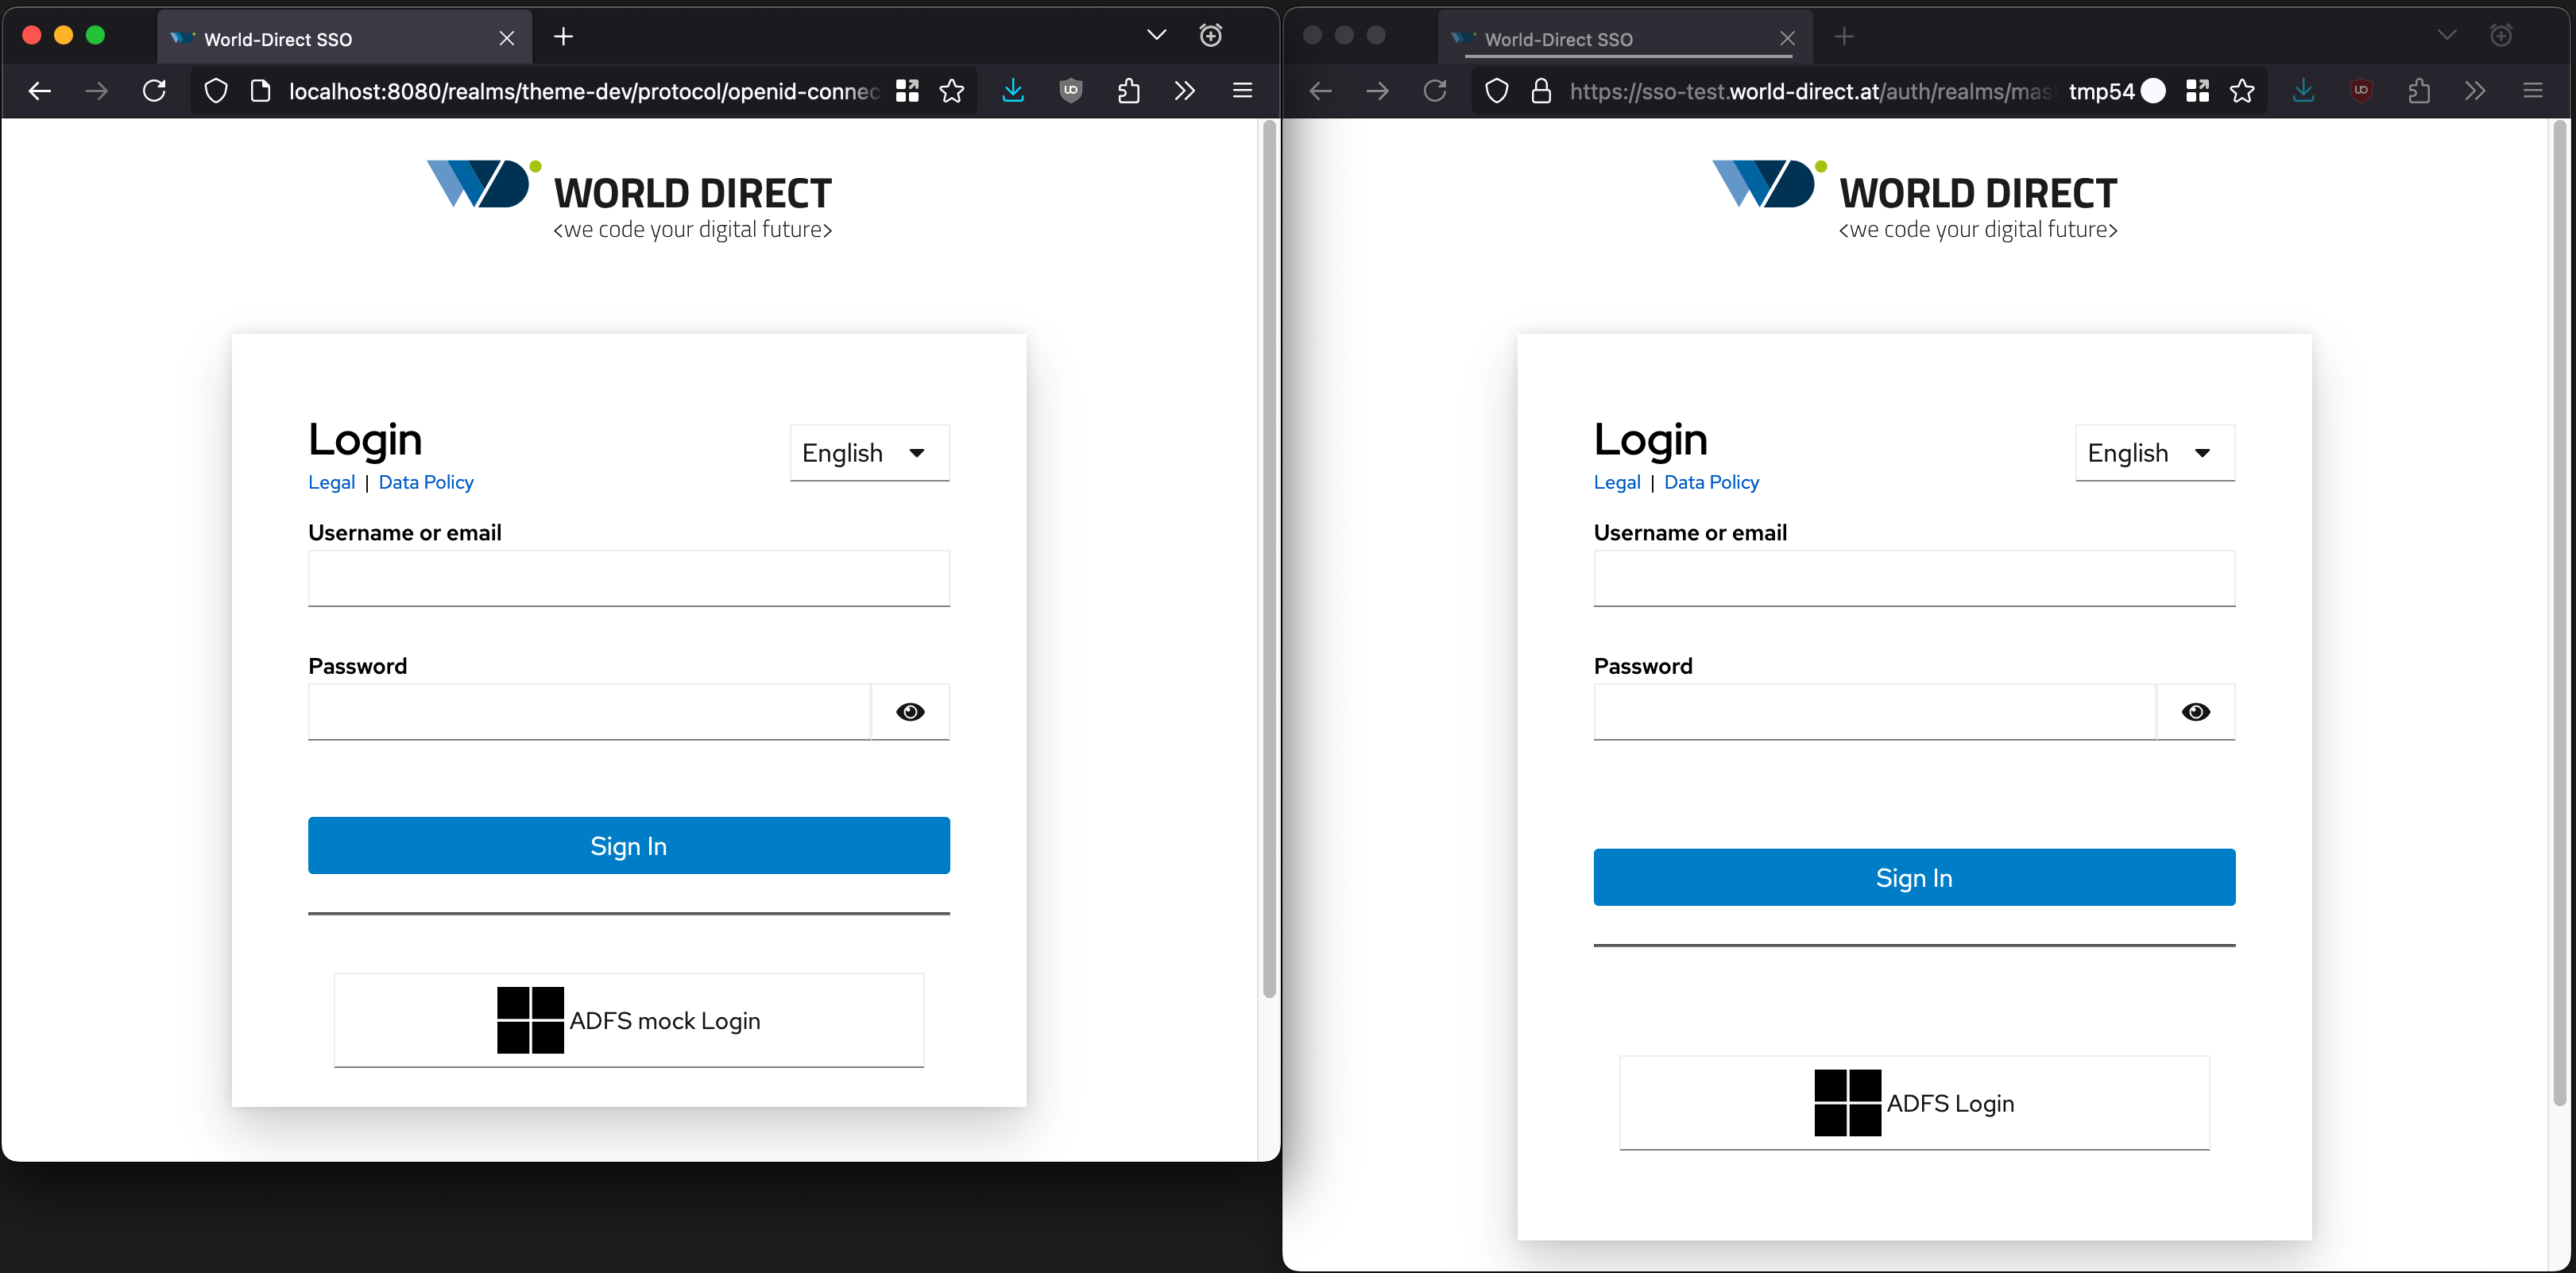 World-Direct SSO
localhost:8080/realms/theme-dev/protocol/openid-connec
WORLD DIRECT
<we code your digital future>
Login
English
Legal | Data Policy
Username or email
Password
Sign In
ADFS mock Login
World-Direct SSO
https://sso-test.world-direct.at/auth/realms/mas tmp54
WORLD DIRECT
<we code your digital future>
Login
English
Legal | Data Policy
Username or email
Password
Sign In
ADFS Login